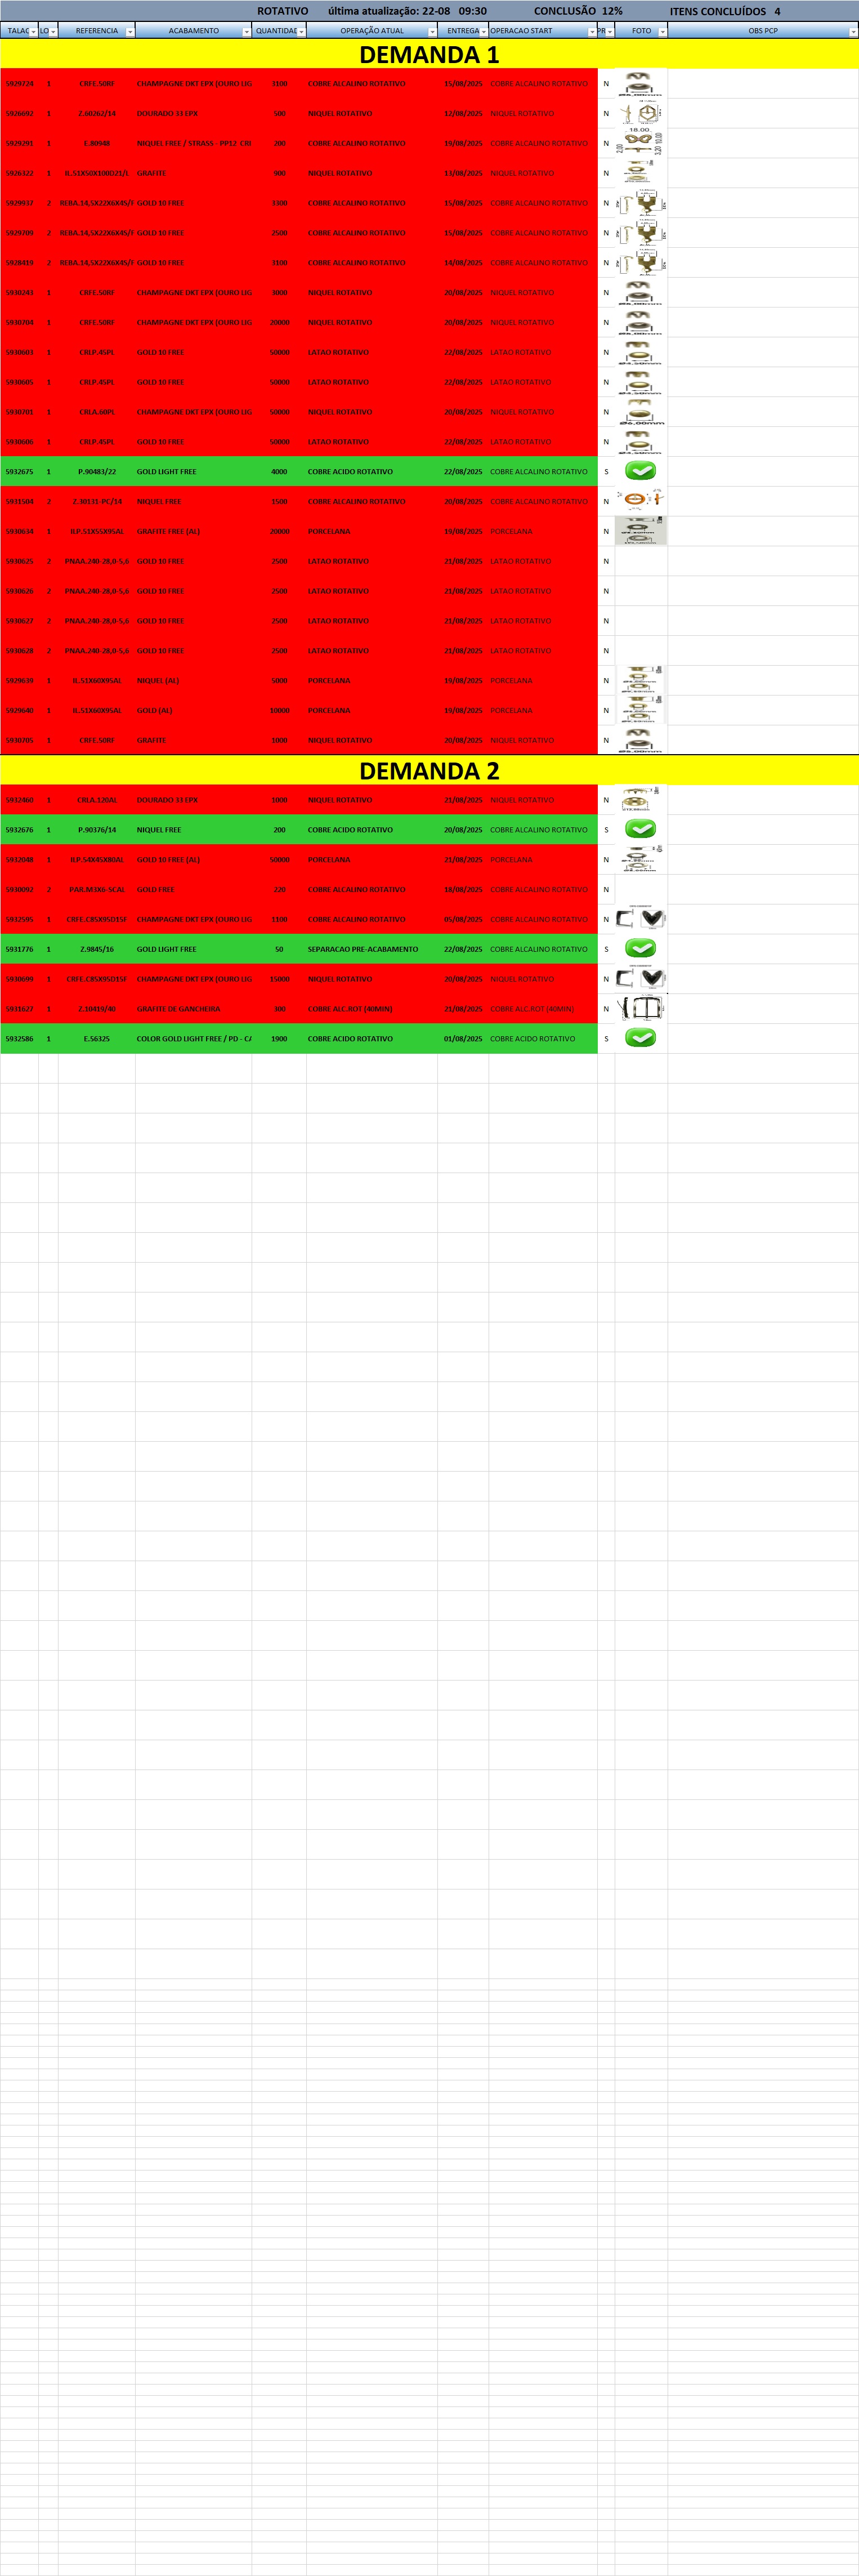 ROTATIVO última atualização: 22-08 09:30 CONCLUSÃO 12% ITENS CONCLUÍDOS 4
TALAO LO REFERENCIA ACABAMENTO QUANTIDAE OPERAÇÃO ATUAL ENTREGA OPERACAO START PR FOTO OBS PCP
DEMANDA 1
5929724 1 CRFE.50RF CHAMPAGNE DKT EPX (OURO LIG 3100 COBRE ALCALINO ROTATIVO 15/08/2025 COBRE ALCALINO ROTATIVO N
5926692 1 Z.60262/14 DOURADO 33 EPX 500 NIQUEL ROTATIVO 12/08/2025 NIQUEL ROTATIVO N
5929291 1 E.80948 NIQUEL FREE / STRASS - PP12 CRI 200 COBRE ALCALINO ROTATIVO 19/08/2025 COBRE ALCALINO ROTATIVO N 18.00
5926322 1 IL.51X50X100D21/L GRAFITE 900 NIQUEL ROTATIVO 13/08/2025 NIQUEL ROTATIVO N
5929937 2 REBA.14,5X22X6X45/F GOLD 10 FREE 3300 COBRE ALCALINO ROTATIVO 15/08/2025 COBRE ALCALINO ROTATIVO N
5929709 2 REBA.14,5X22X6X45/F GOLD 10 FREE 2500 COBRE ALCALINO ROTATIVO 15/08/2025 COBRE ALCALINO ROTATIVO N
5928419 2 REBA.14,5X22X6X45/F GOLD 10 FREE 3100 COBRE ALCALINO ROTATIVO 14/08/2025 COBRE ALCALINO ROTATIVO N
5930243 1 CRFE.50RF CHAMPAGNE DKT EPX (OURO LIG 3000 NIQUEL ROTATIVO 20/08/2025 NIQUEL ROTATIVO N
5930704 1 CRFE.50RF CHAMPAGNE DKT EPX (OURO LIG 20000 NIQUEL ROTATIVO 20/08/2025 NIQUEL ROTATIVO N
5930603 1 CRLP.45PL GOLD 10 FREE 50000 LATAO ROTATIVO 22/08/2025 LATAO ROTATIVO N
5930605 1 CRLP.45PL GOLD 10 FREE 50000 LATAO ROTATIVO 22/08/2025 LATAO ROTATIVO N
5930701 1 CRLA.60PL CHAMPAGNE DKT EPX (OURO LIG 50000 NIQUEL ROTATIVO 20/08/2025 NIQUEL ROTATIVO N Ø6,00mm
5930606 1 CRLP.45PL GOLD 10 FREE 50000 LATAO ROTATIVO 22/08/2025 LATAO ROTATIVO N
5932675 1 P.90483/22 GOLD LIGHT FREE 4000 COBRE ACIDO ROTATIVO 22/08/2025 COBRE ALCALINO ROTATIVO S
5931504 2 Z.30131-PC/14 NIQUEL FREE 1500 COBRE ALCALINO ROTATIVO 20/08/2025 COBRE ALCALINO ROTATIVO N
5930634 1 ILP.51X55X95AL GRAFITE FREE (AL) 20000 PORCELANA 19/08/2025 PORCELANA N
5930625 2 PNAA.240-28,0-5,6 GOLD 10 FREE 2500 LATAO ROTATIVO 21/08/2025 LATAO ROTATIVO N
5930626 2 PNAA.240-28,0-5,6 GOLD 10 FREE 2500 LATAO ROTATIVO 21/08/2025 LATAO ROTATIVO N
5930627 2 PNAA.240-28,0-5,6 GOLD 10 FREE 2500 LATAO ROTATIVO 21/08/2025 LATAO ROTATIVO N
5930628 2 PNAA.240-28,0-5,6 GOLD 10 FREE 2500 LATAO ROTATIVO 21/08/2025 LATAO ROTATIVO N
5929639 1 IL.51X60X95AL NIQUEL (AL) 5000 PORCELANA 19/08/2025 PORCELANA N
5929640 1 IL.51X60X95AL GOLD (AL) 10000 PORCELANA 19/08/2025 PORCELANA N
5930705 1 CRFE.50RF GRAFITE 1000 NIQUEL ROTATIVO 20/08/2025 NIQUEL ROTATIVO N
DEMANDA 2
5932860 1 CRLA.120AL DOURADO 33 EPX 1000 NIQUEL ROTATIVO 21/08/2025 NIQUEL ROTATIVO N
5932676 1 P.90376/14 NIQUEL FREE 200 COBRE ACIDO ROTATIVO 20/08/2025 COBRE ALCALINO ROTATIVO S
5932048 1 ILP.54X45X80AL GOLD 10 FREE (AL) 50000 PORCELANA 21/08/2025 PORCELANA N
5930092 2 PAR.M3X6-5CAL GOLD FREE 220 COBRE ALCALINO ROTATIVO 18/08/2025 COBRE ALCALINO ROTATIVO N
5932595 1 CRFE.C85X95D15F CHAMPAGNE DKT EPX (OURO LIG 1100 COBRE ALCALINO ROTATIVO 05/08/2025 COBRE ALCALINO ROTATIVO N
5931776 1 Z.9845/16 GOLD LIGHT FREE 50 SEPARACAO PRE-ACABAMENTO 22/08/2025 COBRE ALCALINO ROTATIVO S
5930699 1 CRFE.C85X95D15F CHAMPAGNE DKT EPX (OURO LIG 15000 NIQUEL ROTATIVO 20/08/2025 NIQUEL ROTATIVO N
5931627 1 Z.10419/40 GRAFITE DE GANCHEIRA 300 COBRE ALC.ROT (40MIN) 21/08/2025 COBRE ALC.ROT (40MIN) N
5932586 1 E.56325 COLOR GOLD LIGHT FREE / PD - CA 1900 COBRE ACIDO ROTATIVO 01/08/2025 COBRE ACIDO ROTATIVO S